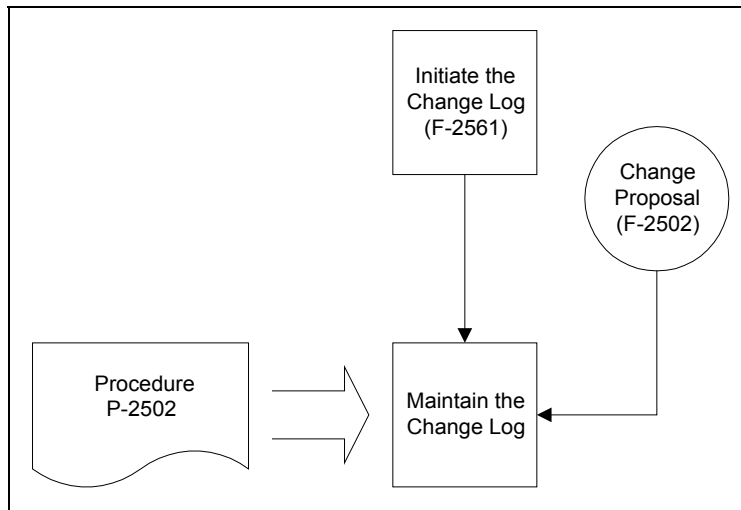 Initiate the
Change Log
(F-2561)
Change
Proposal
(F-2502)
Procedure
P-2502
Maintain the
Change Log